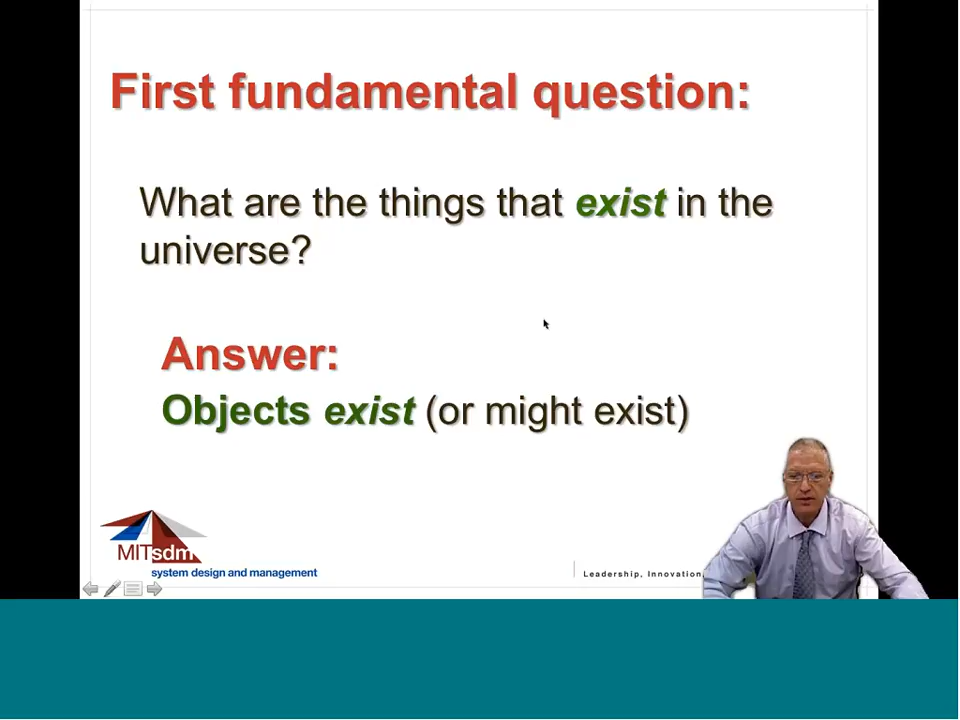 First fundamental question:
What are the things that exist in the
universe?
Answer:
Objects exist (or might exist)
MITsdm
system design and management
Leadership, Innovation,